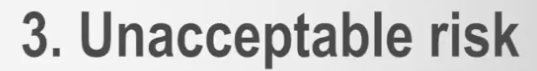 3. Unacceptable risk